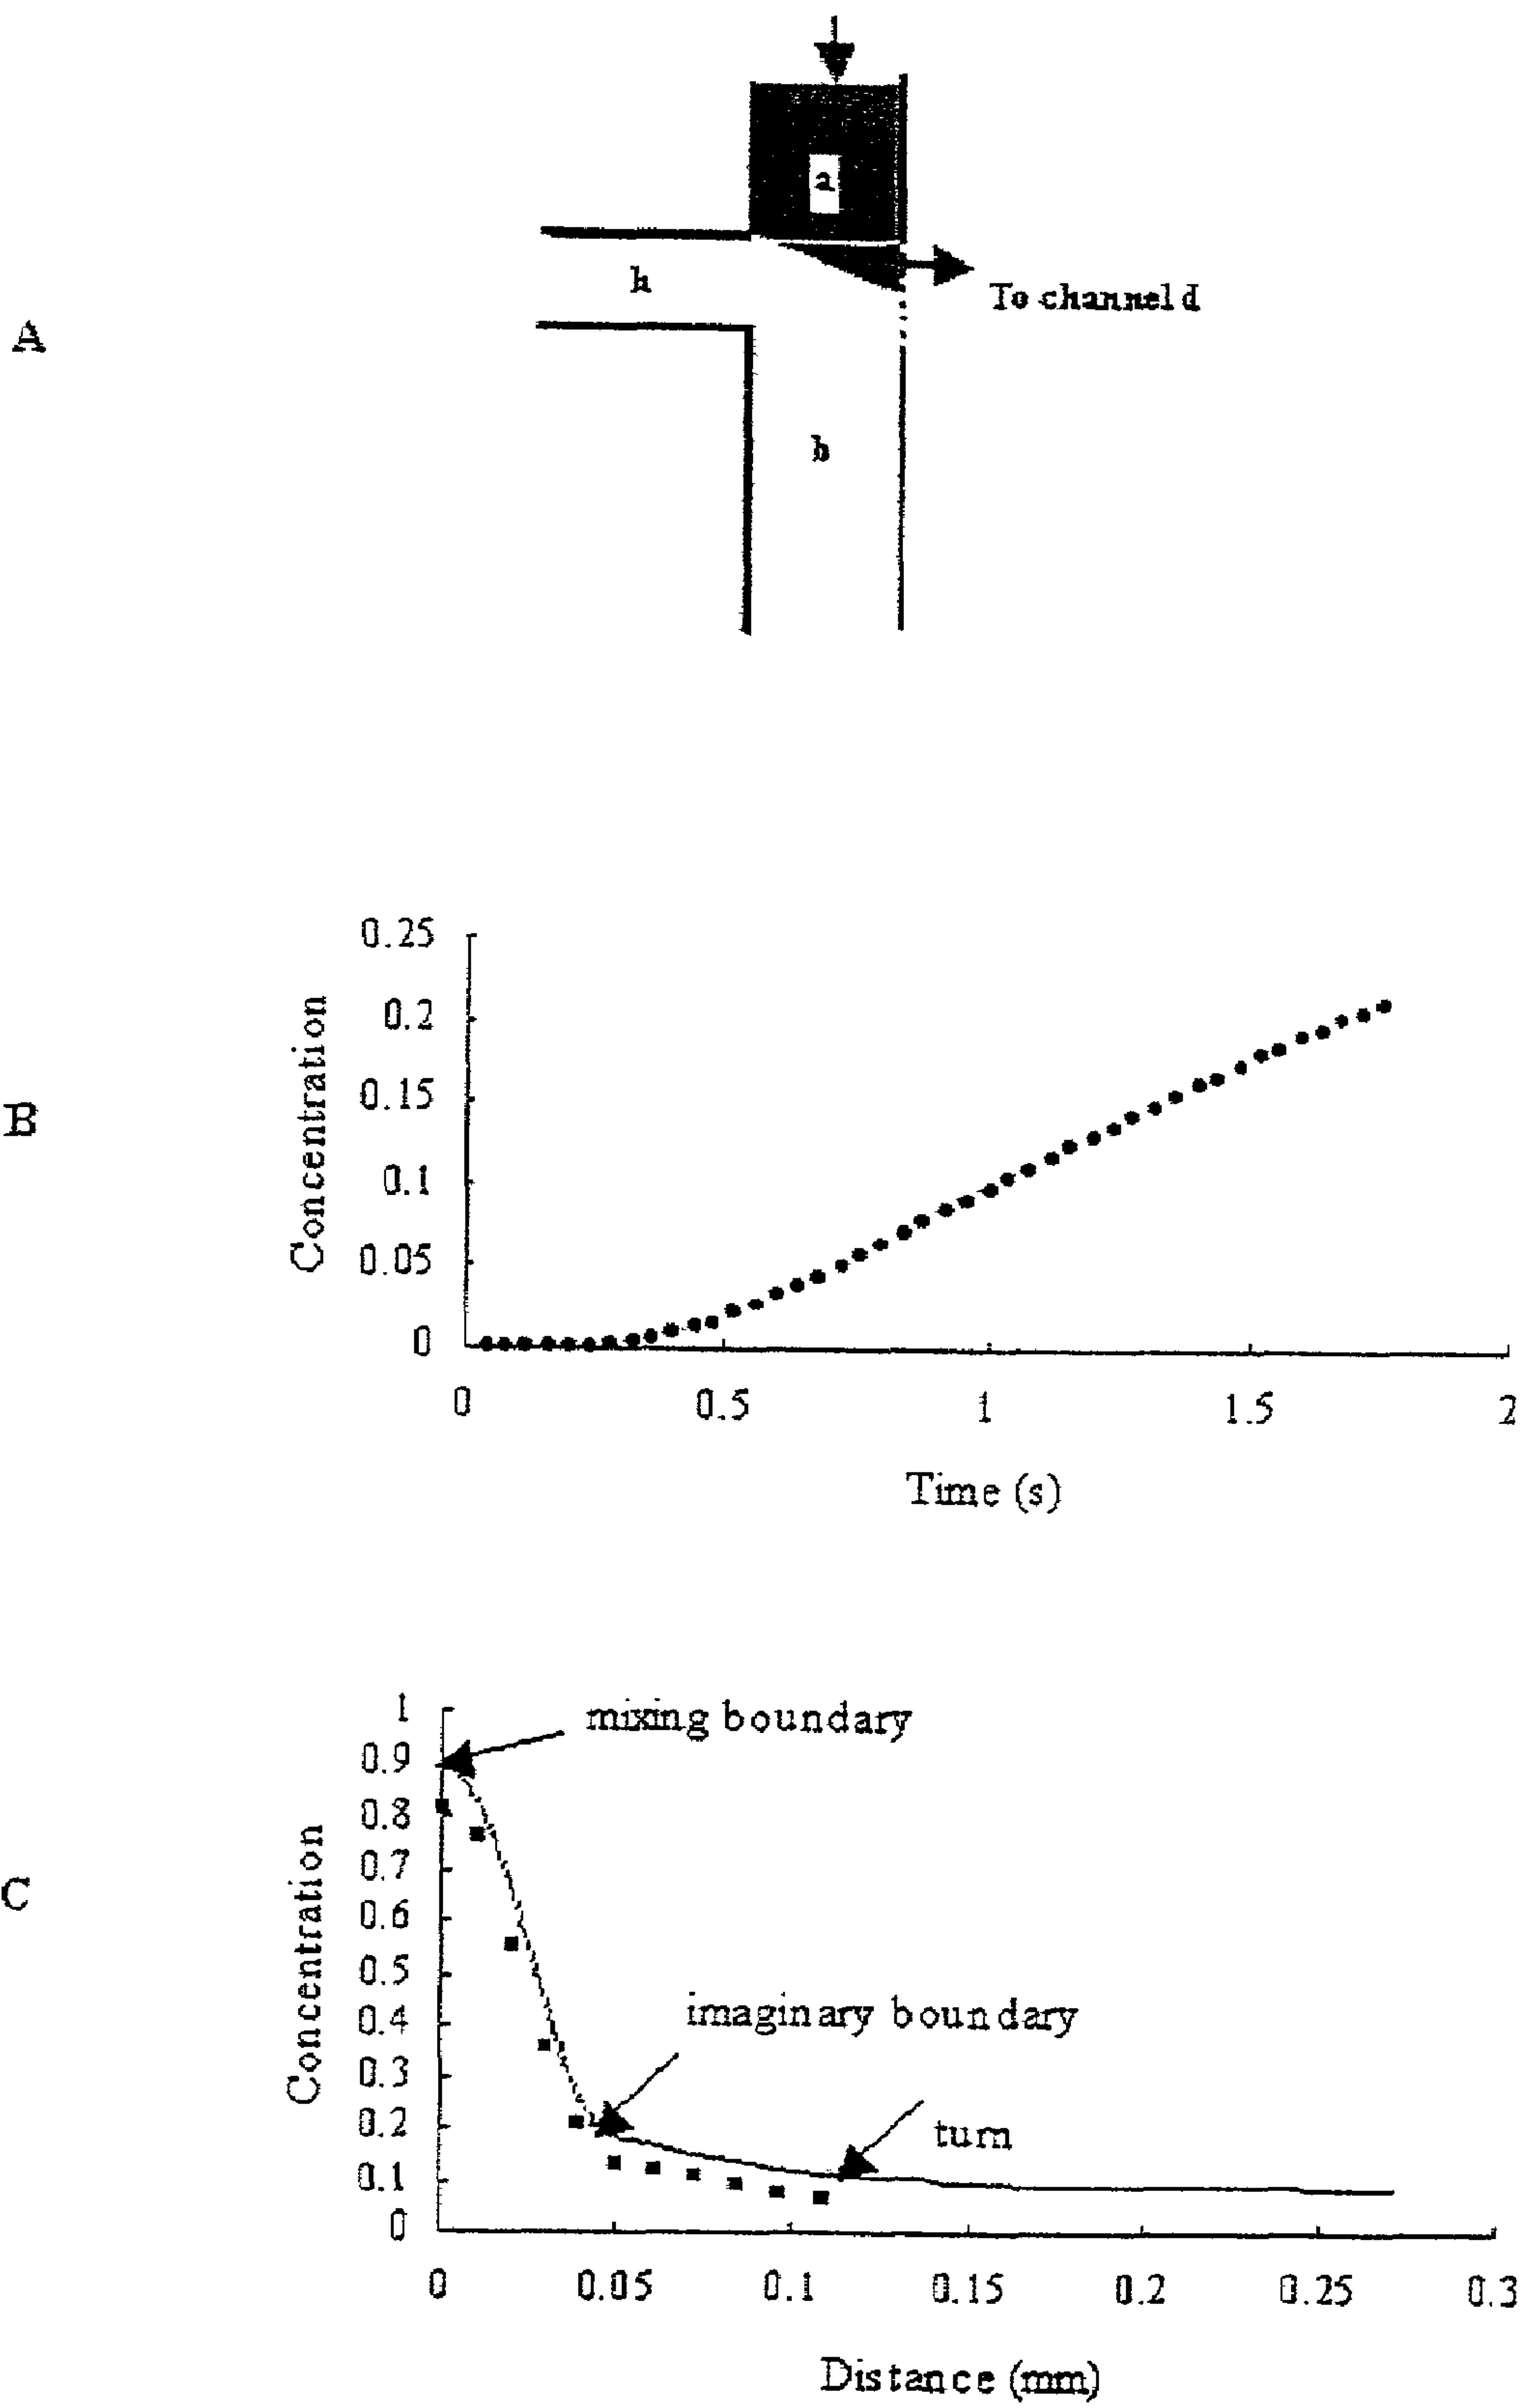 A
a
h
To channel d
b
B
Concentration
0.25
0.2
0.15
0.1
0.05
0
0
0.5
1
1.5
2
Time (s)
C
Concentration
1
0.9
0.8
0.7
0.6
0.5
0.4
0.3
0.2
0.1
0
mixing boundary
imaginary boundary
turn
0
0.05
0.1
0.15
0.2
0.25
0.3
Distance (mm)